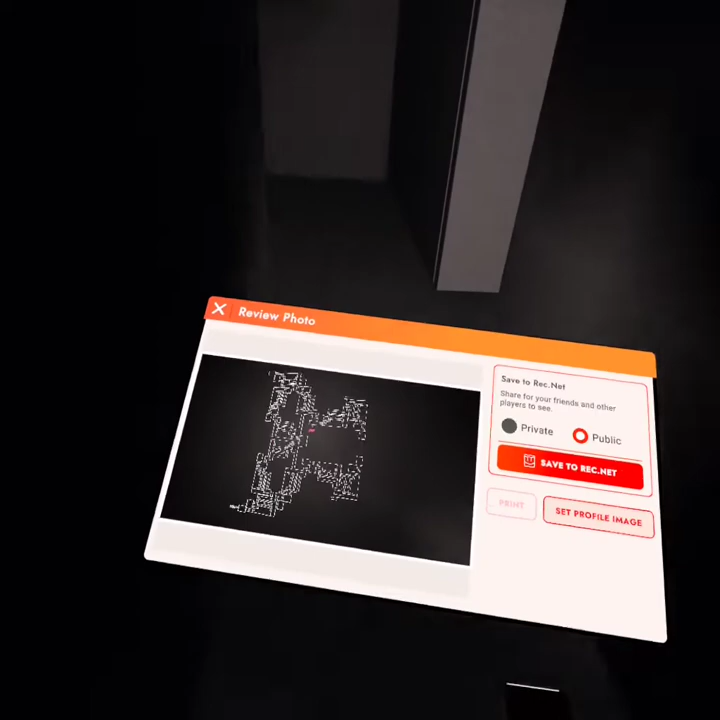 Review Photo
Save to Rec.Net
Share for your friends and other
players to see.
Private
Public
SAVE TO REC.NET
PRINT
SET PROFILE IMAGE